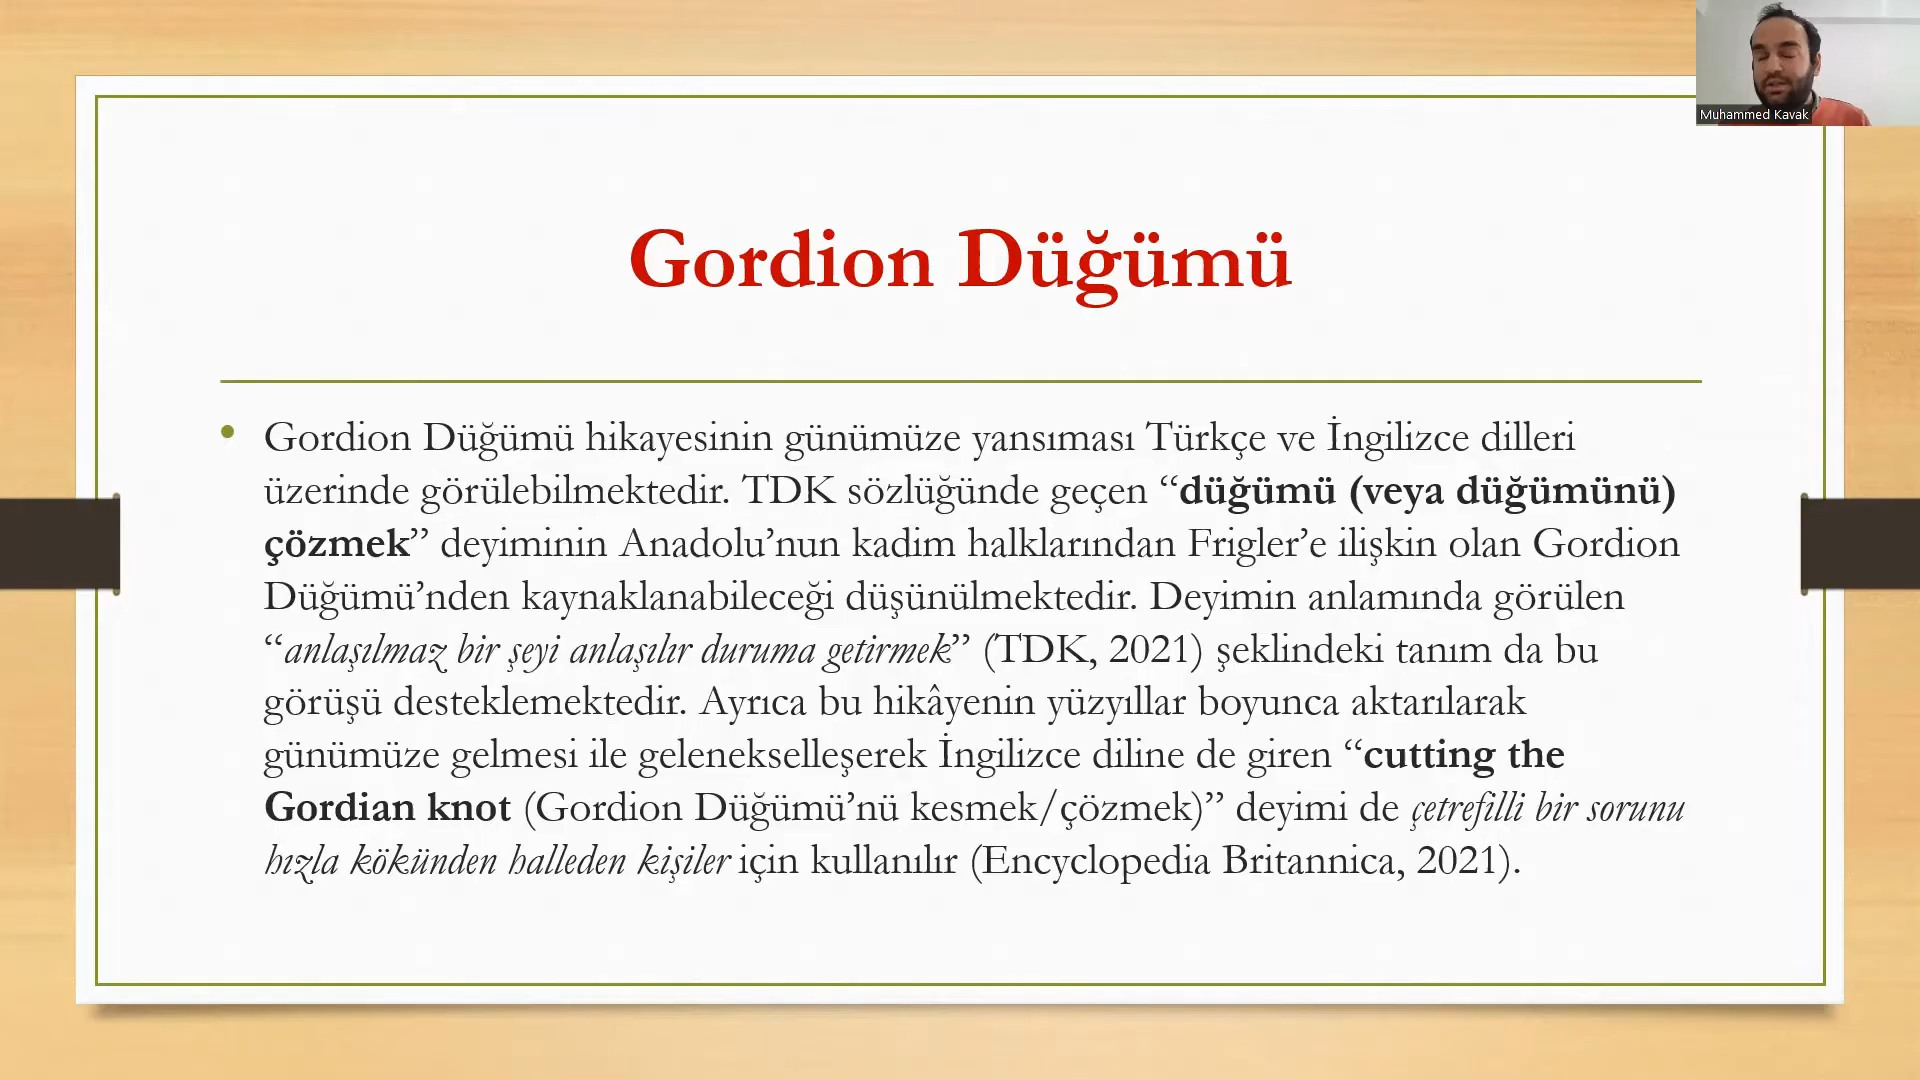 Muhammed Kavak
Gordion Düğümü
• Gordion Düğümü hikayesinin günümüze yansıması Türkçe ve İngilizce dilleri
üzerinde görülebilmektedir. TDK sözlüğünde geçen “düğümü (veya düğümünü)
çözmek” deyiminin Anadolu’nun kadim halklarından Frigler’e ilişkin olan Gordion
Düğümü’nden kaynaklanabileceği düşünülmektedir. Deyimin anlamında görülen
“anlaşılmaz bir şeyi anlaşılır duruma getirmek” (TDK, 2021) şeklindeki tanım da bu
görüşü desteklemektedir. Ayrıca bu hikâyenin yüzyıllar boyunca aktarılarak
günümüze gelmesi ile gelenekselleşerek İngilizce diline de giren “cutting the
Gordian knot (Gordion Düğümü’nü kesmek/çözmek)” deyimi de çetrefilli bir sorunu
hızla kökünden halleden kişiler için kullanılır (Encyclopedia Britannica, 2021).